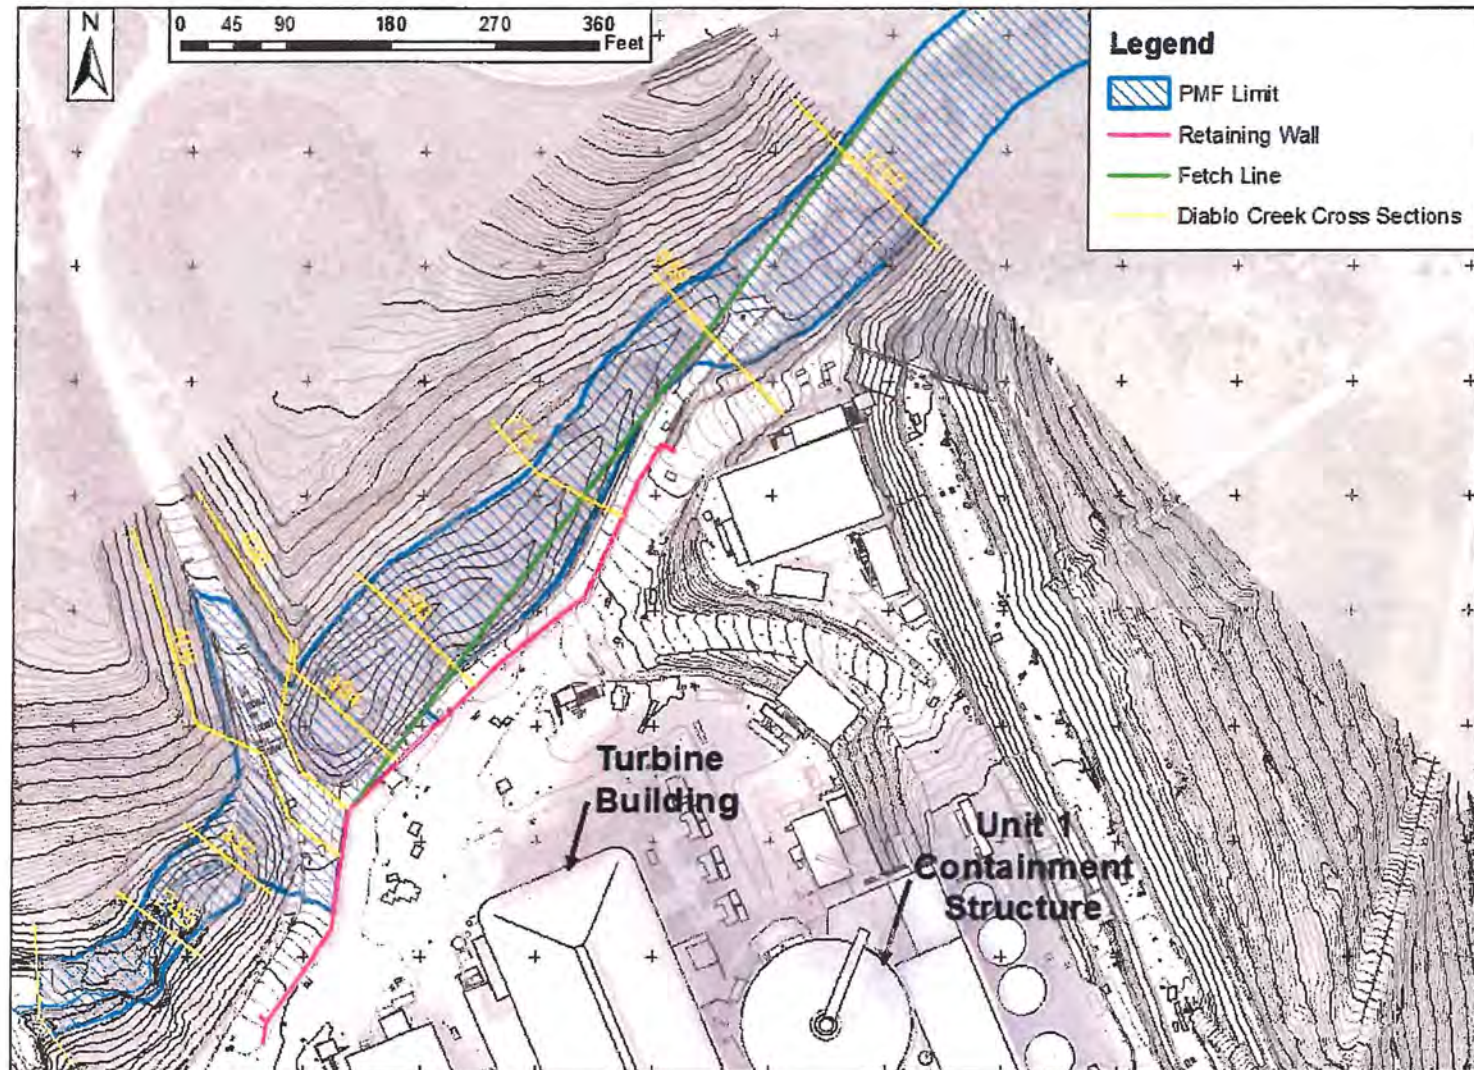 N
0 45 90 180 270 360
Feet
Legend
PMF Limit
Retaining Wall
Fetch Line
Diablo Creek Cross Sections
Turbine
Building
Unit 1
Containment
Structure